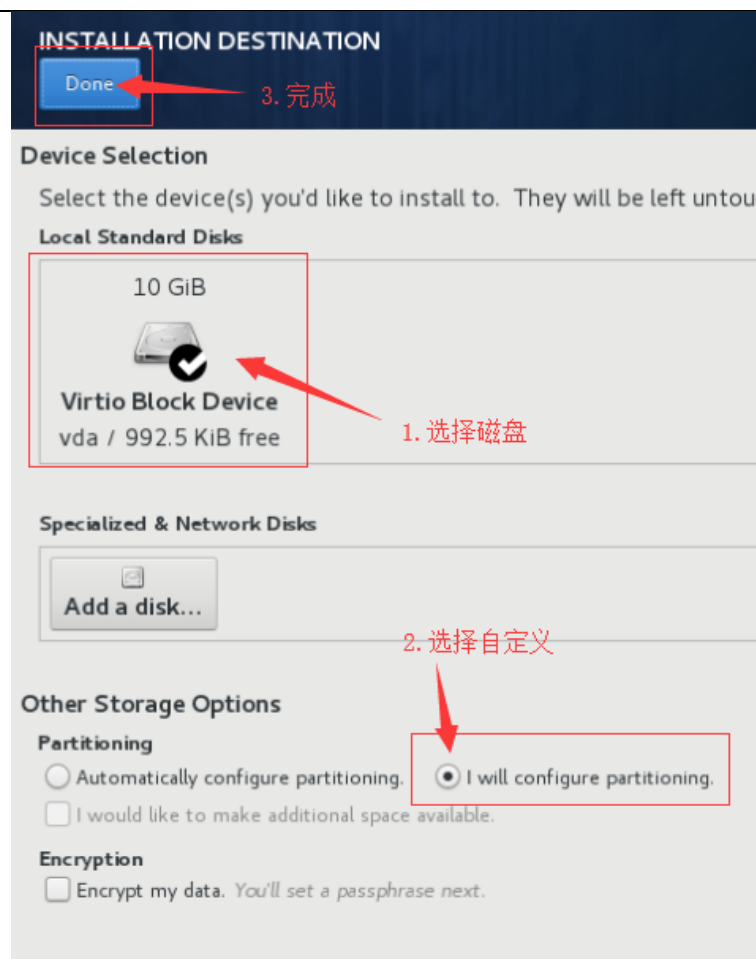 INSTALLATION DESTINATION
Done
3. 完成
Device Selection
Select the device(s) you'd like to install to. They will be left untou
Local Standard Disks
10 GiB
Virtio Block Device
vda / 992.5 KiB free
1. 选择磁盘
Specialized & Network Disks
Add a disk...
2. 选择自定义
Other Storage Options
Partitioning
Automatically configure partitioning. I will configure partitioning.
I would like to make additional space available.
Encryption
Encrypt my data. You'll set a passphrase next.